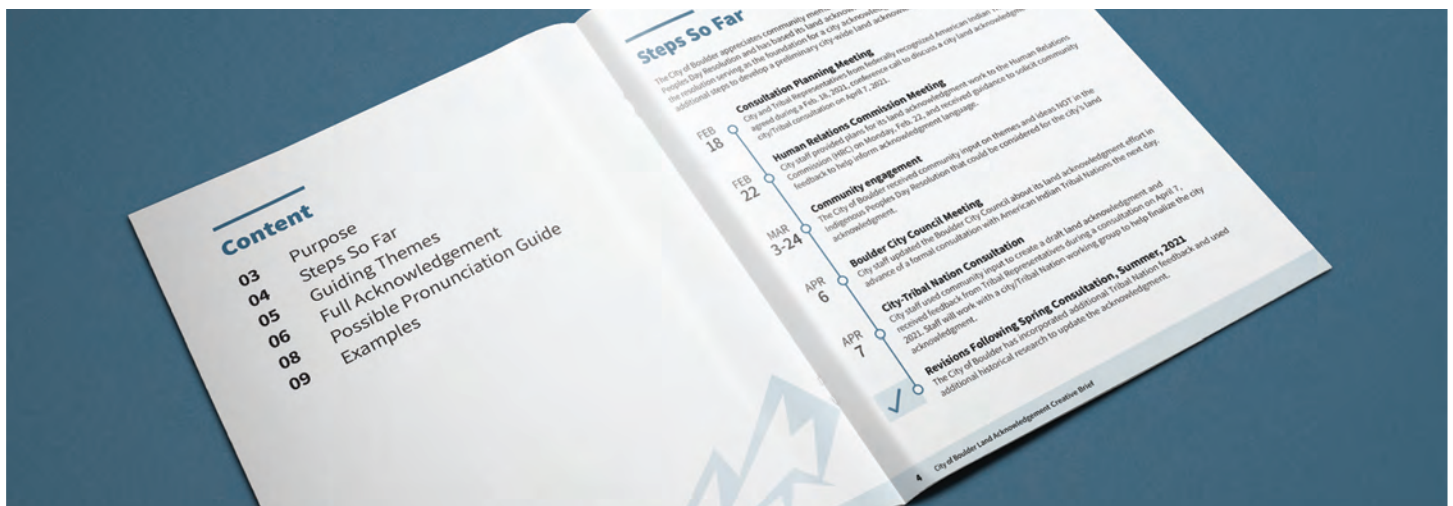 Content
03 Purpose
04 Steps So Far
05 Guiding Themes
06 Full Acknowledgement
08 Possible Pronunciation Guide
09 Examples
Steps So Far
The City of Boulder appreciates community
Peoples Day Resolution and has based its land
the resolution serving as the foundation for a city
additional steps to develop a preliminary city-wide land
FEB 18
Consultation Planning Meeting
City and Tribal Representatives from federally recognized American Indian
agreed during a Feb. 18, 2021, conference call to discuss a city land
city/Tribal consultation on April 7, 2021.
FEB 22
Human Relations Commission Meeting
City staff provided plans for its land acknowledgment work to the Human Relations
Commission (HRC) on Monday, Feb. 22, and received guidance to solicit community
feedback to help inform acknowledgment language.
MAR 3-24
Community engagement
The City of Boulder received community input on themes and ideas NOT in the
Indigenous Peoples Day Resolution that could be considered for the city's land
acknowledgment.
APR 6
Boulder City Council Meeting
City staff updated the Boulder City Council about its land acknowledgment effort in
advance of a formal consultation with American Indian Tribal Nations the next day.
APR 7
City-Tribal Nation Consultation
City staff used community input to create a draft land acknowledgment and
received feedback from Tribal Representatives during a consultation on April 7,
2021. Staff will work with a city/Tribal Nation working group to help finalize the city
acknowledgment.
Revisions Following Spring Consultation, Summer, 2021
The City of Boulder has incorporated additional Tribal Nation feedback and used
additional historical research to update the acknowledgment.
4 City of Boulder Land Acknowledgement Creative Brief